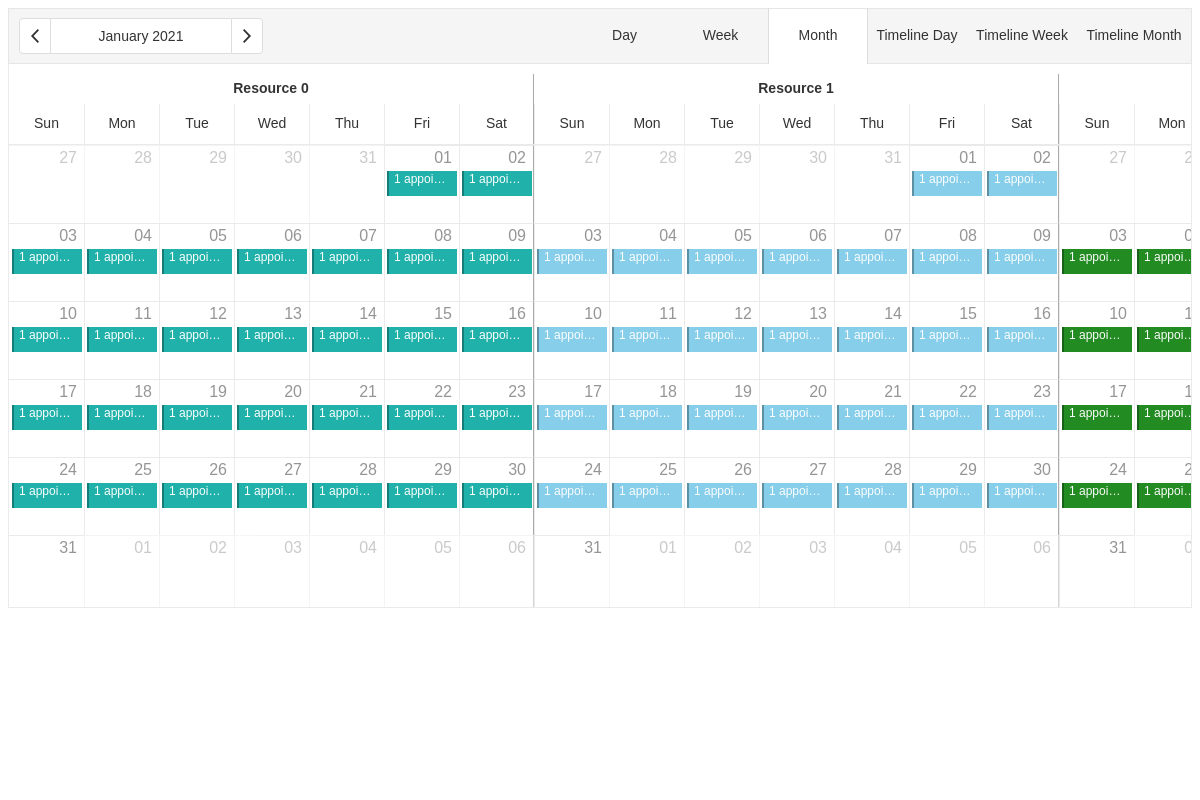 January 2021 Day Week Month Timeline Day Timeline Week Timeline Month
Resource 0 Resource 1
Sun Mon Tue Wed Thu Fri Sat Sun Mon Tue Wed Thu Fri Sat Sun Mon
27 28 29 30 31 01 02 27 28 29 30 31 01 02 27
1 appoi… 1 appoi… 1 appoi… 1 appoi…
03 04 05 06 07 08 09 03 04 05 06 07 08 09 03
1 appoi… 1 appoi… 1 appoi… 1 appoi… 1 appoi… 1 appoi… 1 appoi… 1 appoi… 1 appoi… 1 appoi… 1 appoi… 1 appoi… 1 appoi… 1 appoi… 1 appoi… 1 appoi…
10 11 12 13 14 15 16 10 11 12 13 14 15 16 10
1 appoi… 1 appoi… 1 appoi… 1 appoi… 1 appoi… 1 appoi… 1 appoi… 1 appoi… 1 appoi… 1 appoi… 1 appoi… 1 appoi… 1 appoi… 1 appoi… 1 appoi… 1 appoi…
17 18 19 20 21 22 23 17 18 19 20 21 22 23 17
1 appoi… 1 appoi… 1 appoi… 1 appoi… 1 appoi… 1 appoi… 1 appoi… 1 appoi… 1 appoi… 1 appoi… 1 appoi… 1 appoi… 1 appoi… 1 appoi… 1 appoi… 1 appoi…
24 25 26 27 28 29 30 24 25 26 27 28 29 30 24
1 appoi… 1 appoi… 1 appoi… 1 appoi… 1 appoi… 1 appoi… 1 appoi… 1 appoi… 1 appoi… 1 appoi… 1 appoi… 1 appoi… 1 appoi… 1 appoi… 1 appoi… 1 appoi…
31 01 02 03 04 05 06 31 01 02 03 04 05 06 31